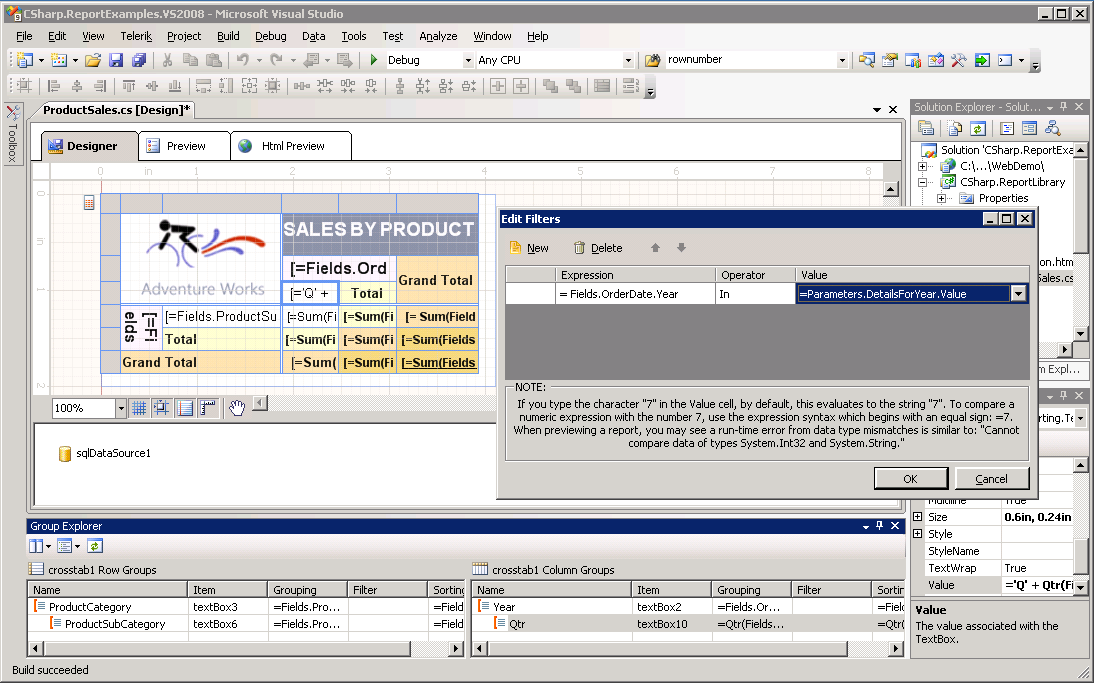 CSharp.ReportExamples.VS2008 - Microsoft Visual Studio
File Edit View Telerik Project Build Debug Data Tools Test Analyze Window Help
Debug Any CPU rownumber
Toolbox
ProductSales.cs [Design]*
Designer Preview Html Preview
0 in 1 2 3 4 5 6 7 8
0
in
1
2
SALES BY PRODUCT
Adventure Works
[=Fields.Ord
Grand Total
[='Q' +
Total
[=Fi
elds
[=Fields.ProductSu
[=Sum(Fi
[=Sum(Fi
[= Sum(Field
Total
[=Sum(Fi
[=Sum(Fi
[=Sum(Fields
Grand Total
[=Sum(
[=Sum(Fi
[=Sum(Fields
100%
sqlDataSource1
Edit Filters
New Delete
Expression Operator Value
= Fields.OrderDate.Year In =Parameters.DetailsForYear.Value
NOTE:
If you type the character "7" in the Value cell, by default, this evaluates to the string "7". To compare a
numeric expression with the number 7, use the expression syntax which begins with an equal sign: =7.
When previewing a report, you may see a run-time error from data type mismatches is similar to: "Cannot
compare data of types System.Int32 and System.String."
OK Cancel
Solution Explorer - Solut...
Solution 'CSharp.ReportExa
C:\...\WebDemo\
CSharp.ReportLibrary
Properties
on.htm
Sales.cs
m Expl...
rting.Te
Multiline True
Size 0.6in, 0.24in
Style
StyleName
TextWrap True
Value ='Q' + Qtr(Fi
Value
The value associated with the
TextBox.
Group Explorer
crosstab1 Row Groups
Name Item Grouping Filter Sorting
ProductCategory textBox3 =Fields.Pro... =Field
ProductSubCategory textBox6 =Fields.Pro... =Field
crosstab1 Column Groups
Name Item Grouping Filter Sorting
Year textBox2 =Fields.Or... =Field
Qtr textBox10 =Qtr(Fields... =Qtr(
Build succeeded